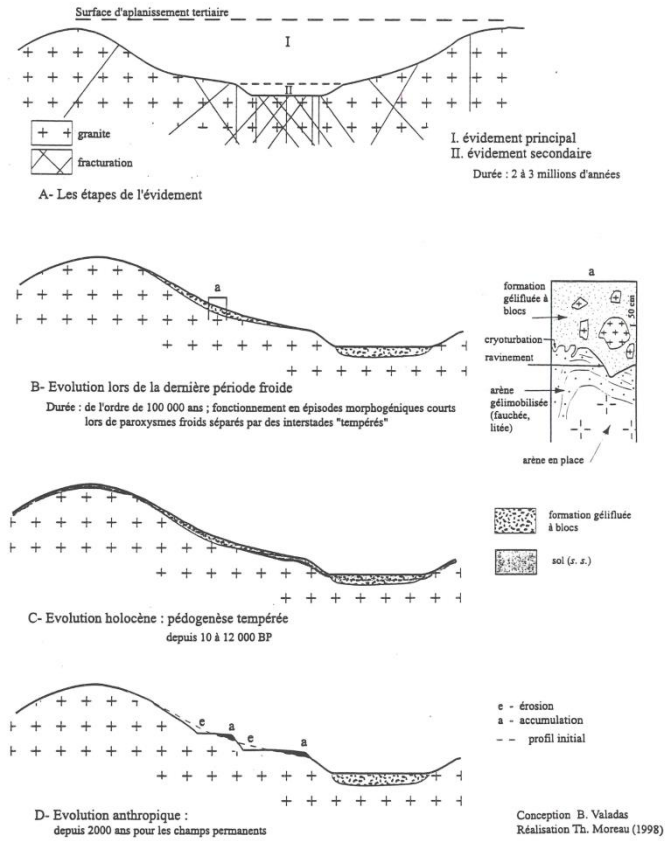 Surface d'aplanissement tertiaire
I
II
granite
fracturation
I. évidement principal
II. évidement secondaire
Durée : 2 à 3 millions d'années
A- Les étapes de l'évidement
a
B- Evolution lors de la dernière période froide
Durée : de l'ordre de 100 000 ans ; fonctionnement en épisodes morphogéniques courts
lors de paroxysmes froids séparés par des interstades "tempérés"
a
formation
gélifluée à
blocs
50 cm
cryoturbation
ravinement
arène
gélimobilisée
(fauchée,
litée)
arène en place
formation gélifluée
à blocs
sol (s. s.)
C- Evolution holocène : pédogenèse tempérée
depuis 10 à 12 000 BP
e
a
e
a
e - érosion
a - accumulation
profil initial
D- Evolution anthropique :
depuis 2000 ans pour les champs permanents
Conception B. Valadas
Réalisation Th. Moreau (1998)